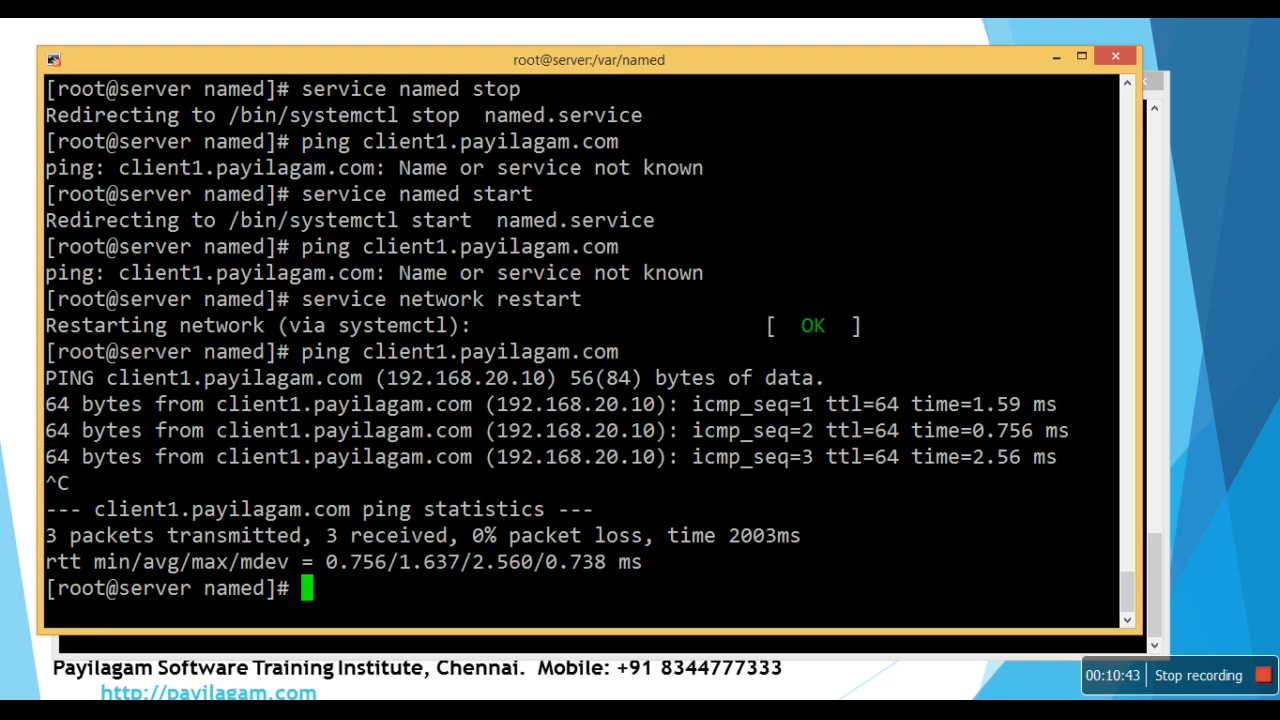 root@server:/var/named
[root@server named]# service named stop
Redirecting to /bin/systemctl stop  named.service
[root@server named]# ping client1.payilagam.com
ping: client1.payilagam.com: Name or service not known
[root@server named]# service named start
Redirecting to /bin/systemctl start  named.service
[root@server named]# ping client1.payilagam.com
ping: client1.payilagam.com: Name or service not known
[root@server named]# service network restart
Restarting network (via systemctl):                        [  OK  ]
[root@server named]# ping client1.payilagam.com
PING client1.payilagam.com (192.168.20.10) 56(84) bytes of data.
64 bytes from client1.payilagam.com (192.168.20.10): icmp_seq=1 ttl=64 time=1.59 ms
64 bytes from client1.payilagam.com (192.168.20.10): icmp_seq=2 ttl=64 time=0.756 ms
64 bytes from client1.payilagam.com (192.168.20.10): icmp_seq=3 ttl=64 time=2.56 ms
^C
--- client1.payilagam.com ping statistics ---
3 packets transmitted, 3 received, 0% packet loss, time 2003ms
rtt min/avg/max/mdev = 0.756/1.637/2.560/0.738 ms
[root@server named]#
Payilagam Software Training Institute, Chennai.  Mobile: +91 8344777333
http://payilagam.com
00:10:43 Stop recording